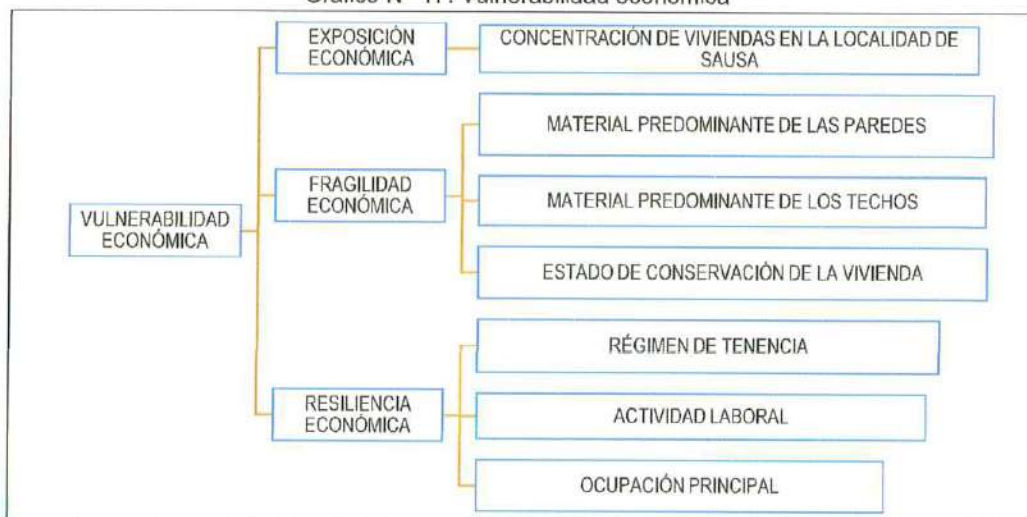 Vulnerabilidad económica
EXPOSICIÓN
ECONÓMICA
CONCENTRACIÓN DE VIVIENDAS EN LA LOCALIDAD DE
SAUSA
MATERIAL PREDOMINANTE DE LAS PAREDES
FRAGILIDAD
ECONÓMICA
MATERIAL PREDOMINANTE DE LOS TECHOS
VULNERABILIDAD
ECONÓMICA
ESTADO DE CONSERVACIÓN DE LA VIVIENDA
RÉGIMEN DE TENENCIA
RESILIENCIA
ECONÓMICA
ACTIVIDAD LABORAL
OCUPACIÓN PRINCIPAL